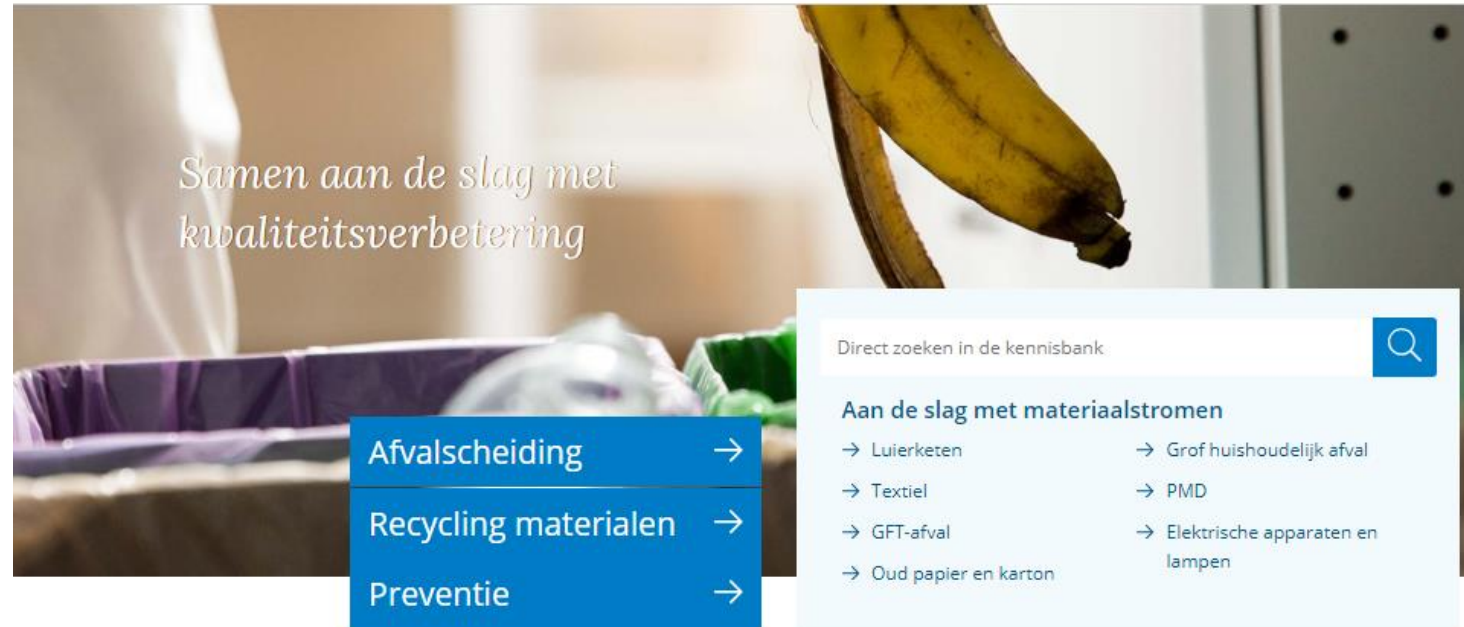 Samen aan de slag met
kwaliteitsverbetering
Afvalscheiding
Recycling materialen
Preventie
Direct zoeken in de kennisbank
Aan de slag met materiaalstromen
Luierketen
Textiel
GFT-afval
Oud papier en karton
Grof huishoudelijk afval
PMD
Elektrische apparaten en
lampen